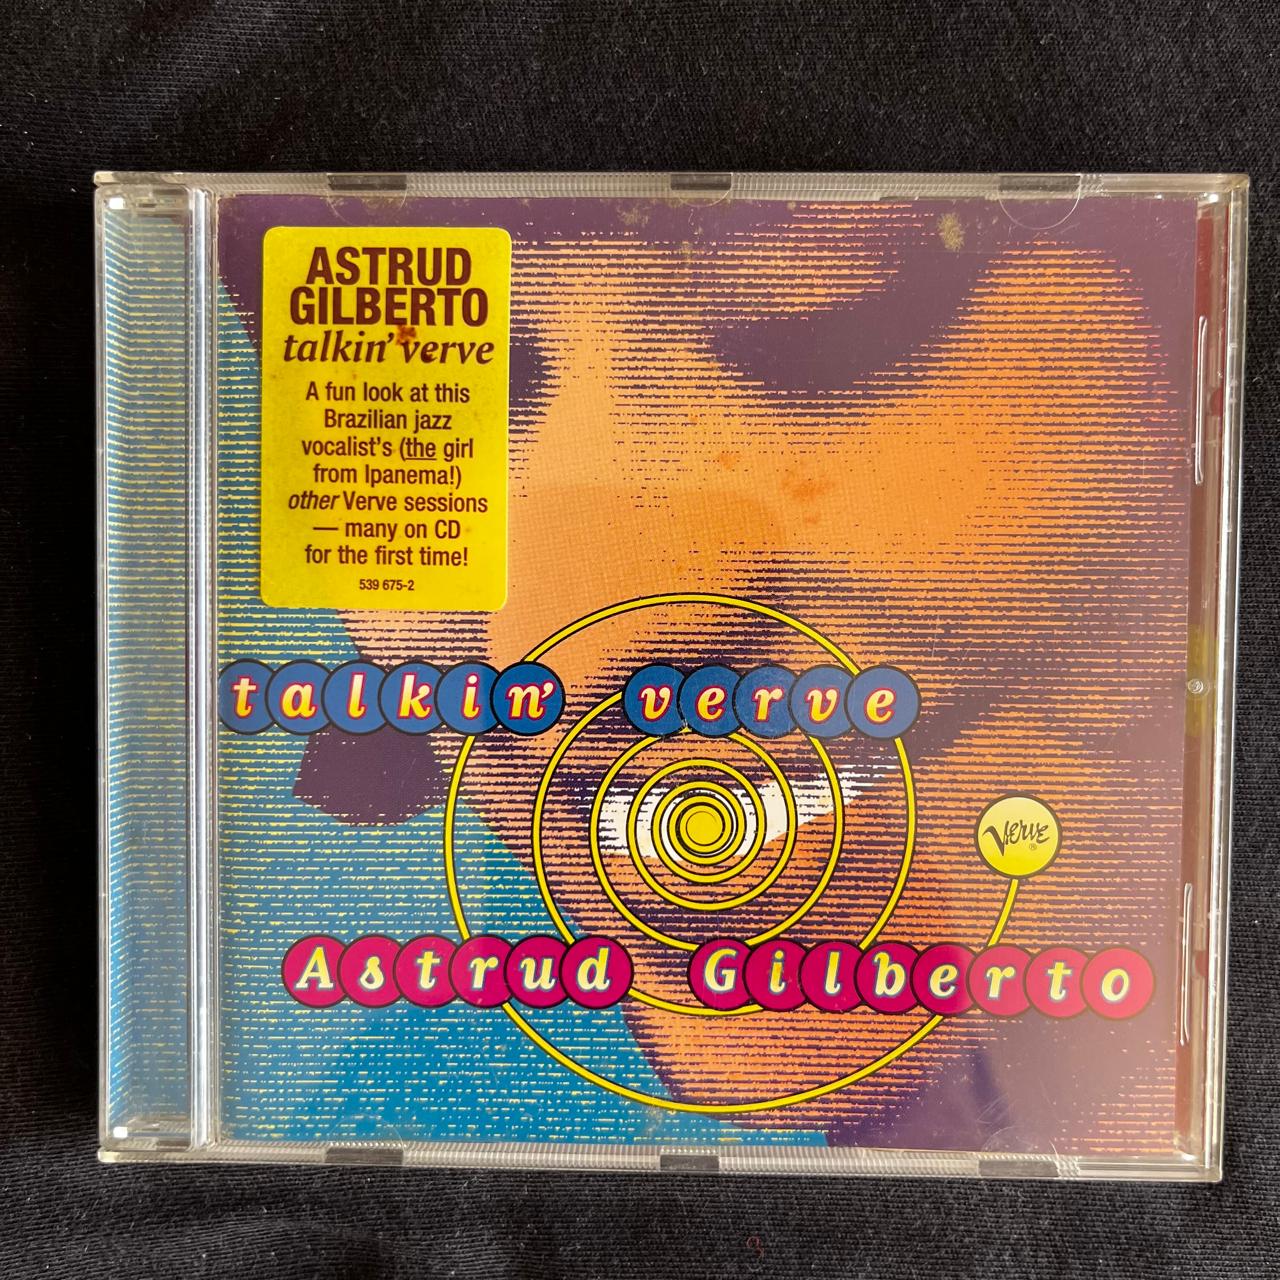 ASTRUD
GILBERTO
talkin' verve
A fun look at this
Brazilian jazz
vocalist's (the girl
from Ipanema!)
other Verve sessions
— many on CD
for the first time!
539 675-2
talkin' verve
Verve®
Astrud Gilberto